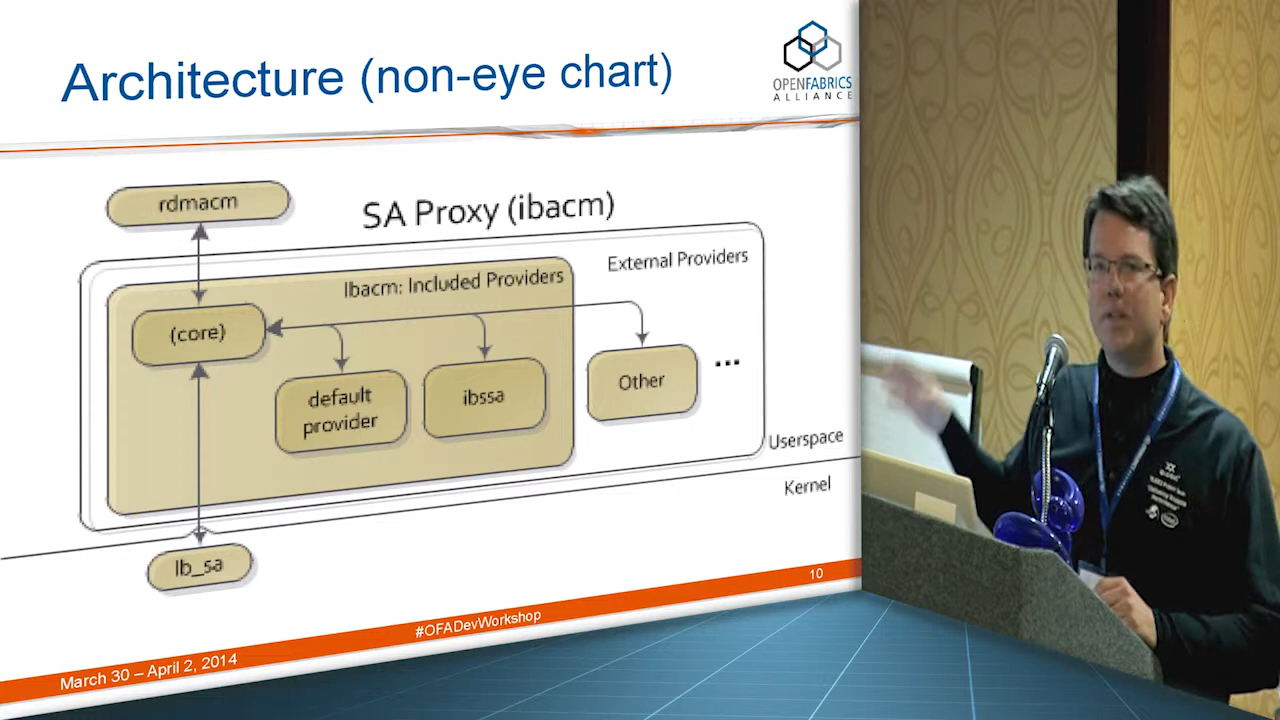 Architecture (non-eye chart)
OPENFABRICS
ALLIANCE
rdmacm
SA Proxy (ibacm)
External Providers
Ibacm: Included Providers
(core)
default
provider
ibssa
Other
...
Userspace
Kernel
Ib_sa
10
#OFADevWorkshop
March 30 – April 2, 2014